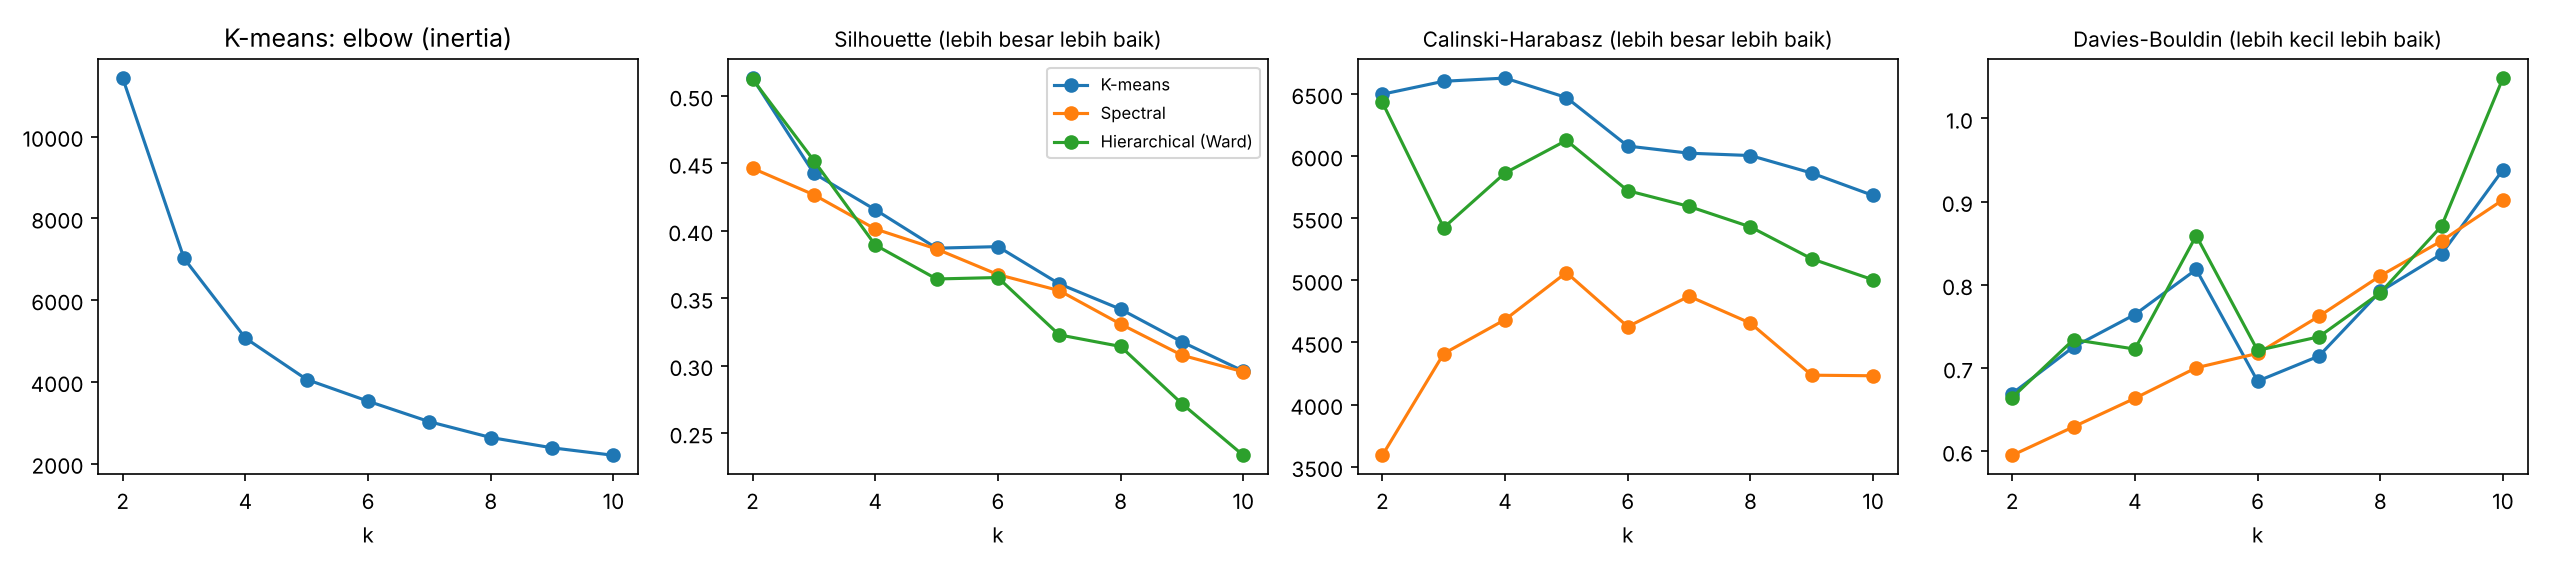 K-means: elbow (inertia)
10000
8000
6000
4000
2000
2 4 6 8 10
k
Silhouette (lebih besar lebih baik)
K-means
Spectral
Hierarchical (Ward)
0.50
0.45
0.40
0.35
0.30
0.25
2 4 6 8 10
k
Calinski-Harabasz (lebih besar lebih baik)
6500
6000
5500
5000
4500
4000
3500
2 4 6 8 10
k
Davies-Bouldin (lebih kecil lebih baik)
1.0
0.9
0.8
0.7
0.6
2 4 6 8 10
k